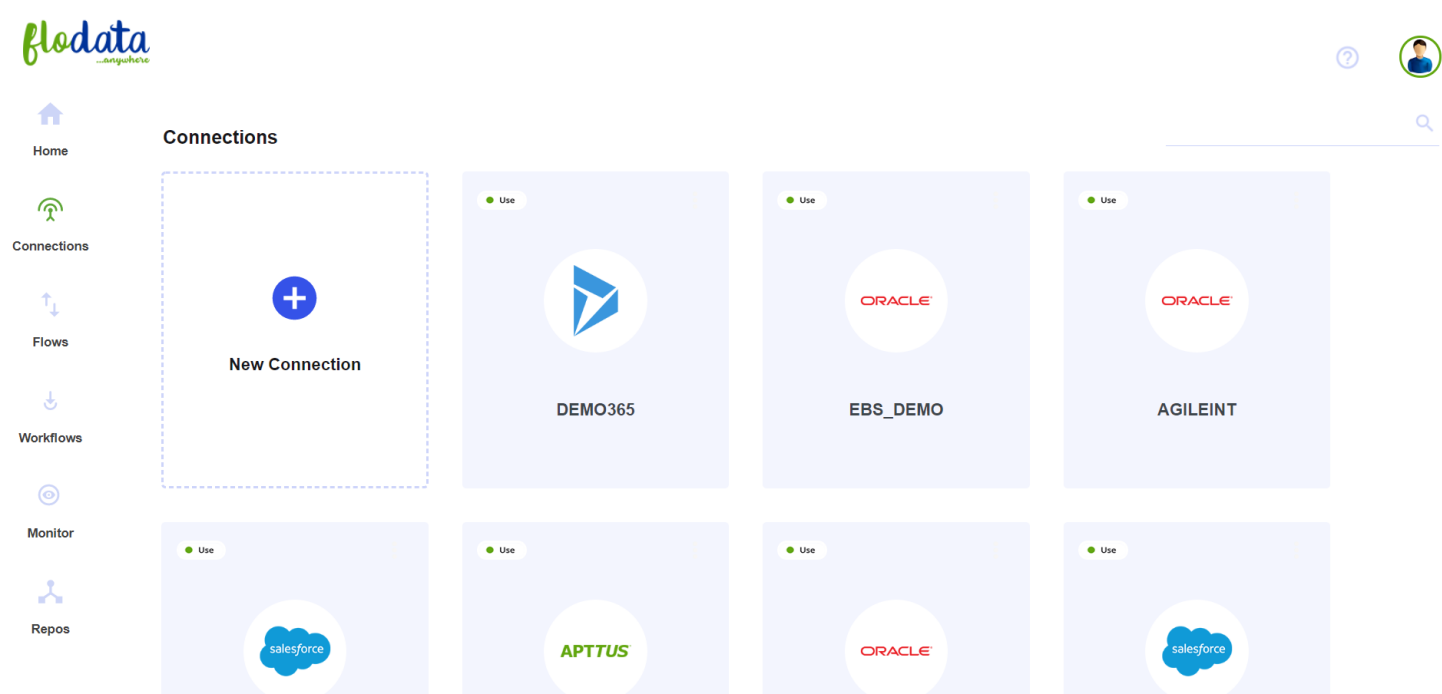 flodata
...anywhere
Home
Connections
Flows
Workflows
Monitor
Repos
Connections
New Connection
Use
DEMO365
Use
ORACLE
EBS_DEMO
Use
ORACLE
AGILEINT
Use
salesforce
Use
APTTUS
Use
ORACLE
Use
salesforce